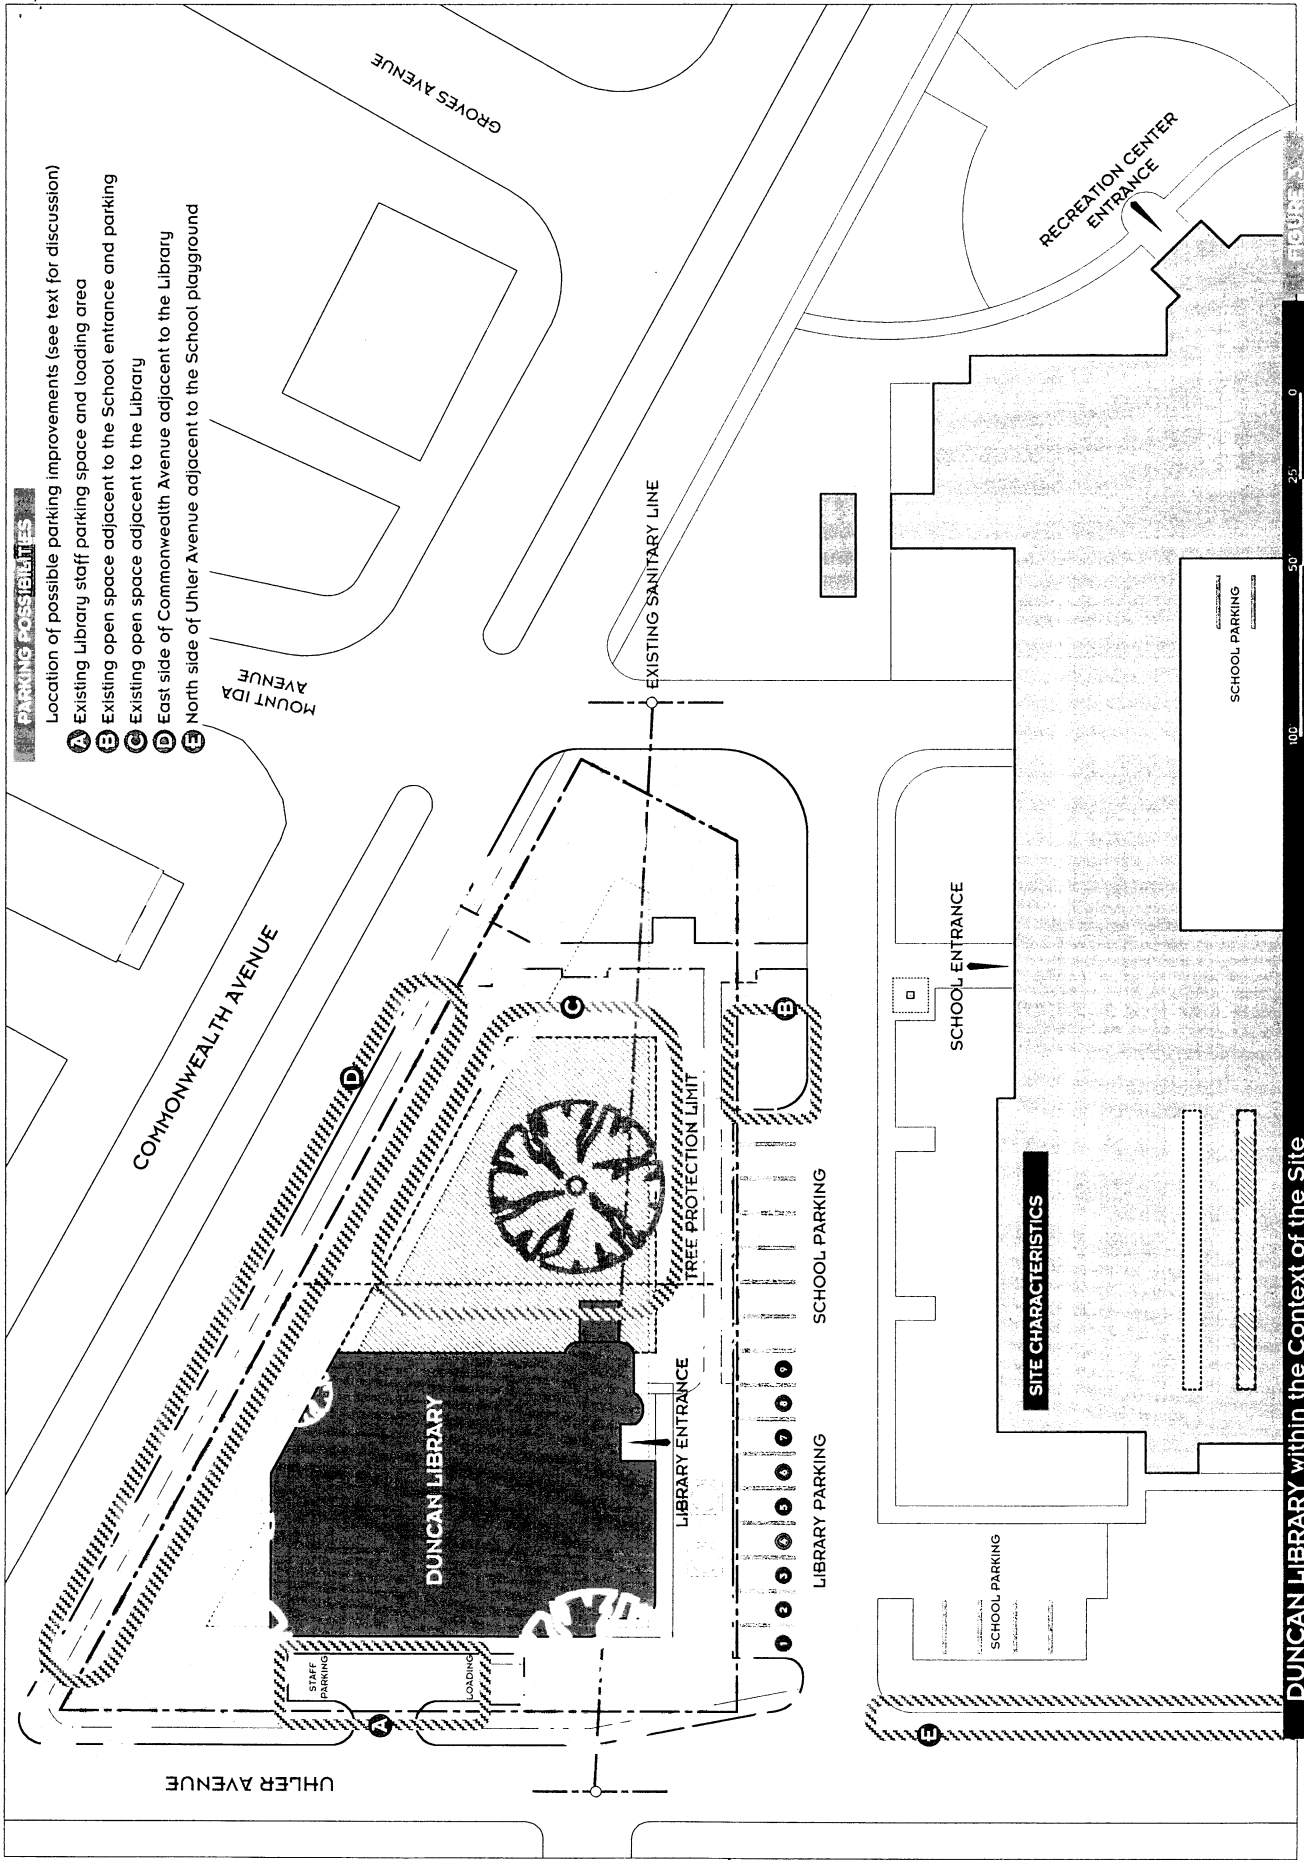 PARKING POSSIBILITIES
Location of possible parking improvements (see text for discussion)
A Existing Library staff parking space and loading area
B Existing open space adjacent to the School entrance and parking
C Existing open space adjacent to the Library
D East side of Commonwealth Avenue adjacent to the Library
E North side of Uhler Avenue adjacent to the School playground
GROVES AVENUE
MOUNT IDA
AVENUE
COMMONWEALTH AVENUE
UHLER AVENUE
EXISTING SANITARY LINE
RECREATION CENTER
ENTRANCE
D
C
B
A
E
TREE PROTECTION LIMIT
DUNCAN LIBRARY
LIBRARY ENTRANCE
STAFF
PARKING
LOADING
1 2 3 4 5 6 7 8 9
LIBRARY PARKING
SCHOOL PARKING
SCHOOL ENTRANCE
SCHOOL PARKING
SCHOOL PARKING
SITE CHARACTERISTICS
100' 50' 25' 0
DUNCAN LIBRARY within the Context of the Site
FIGURE 3